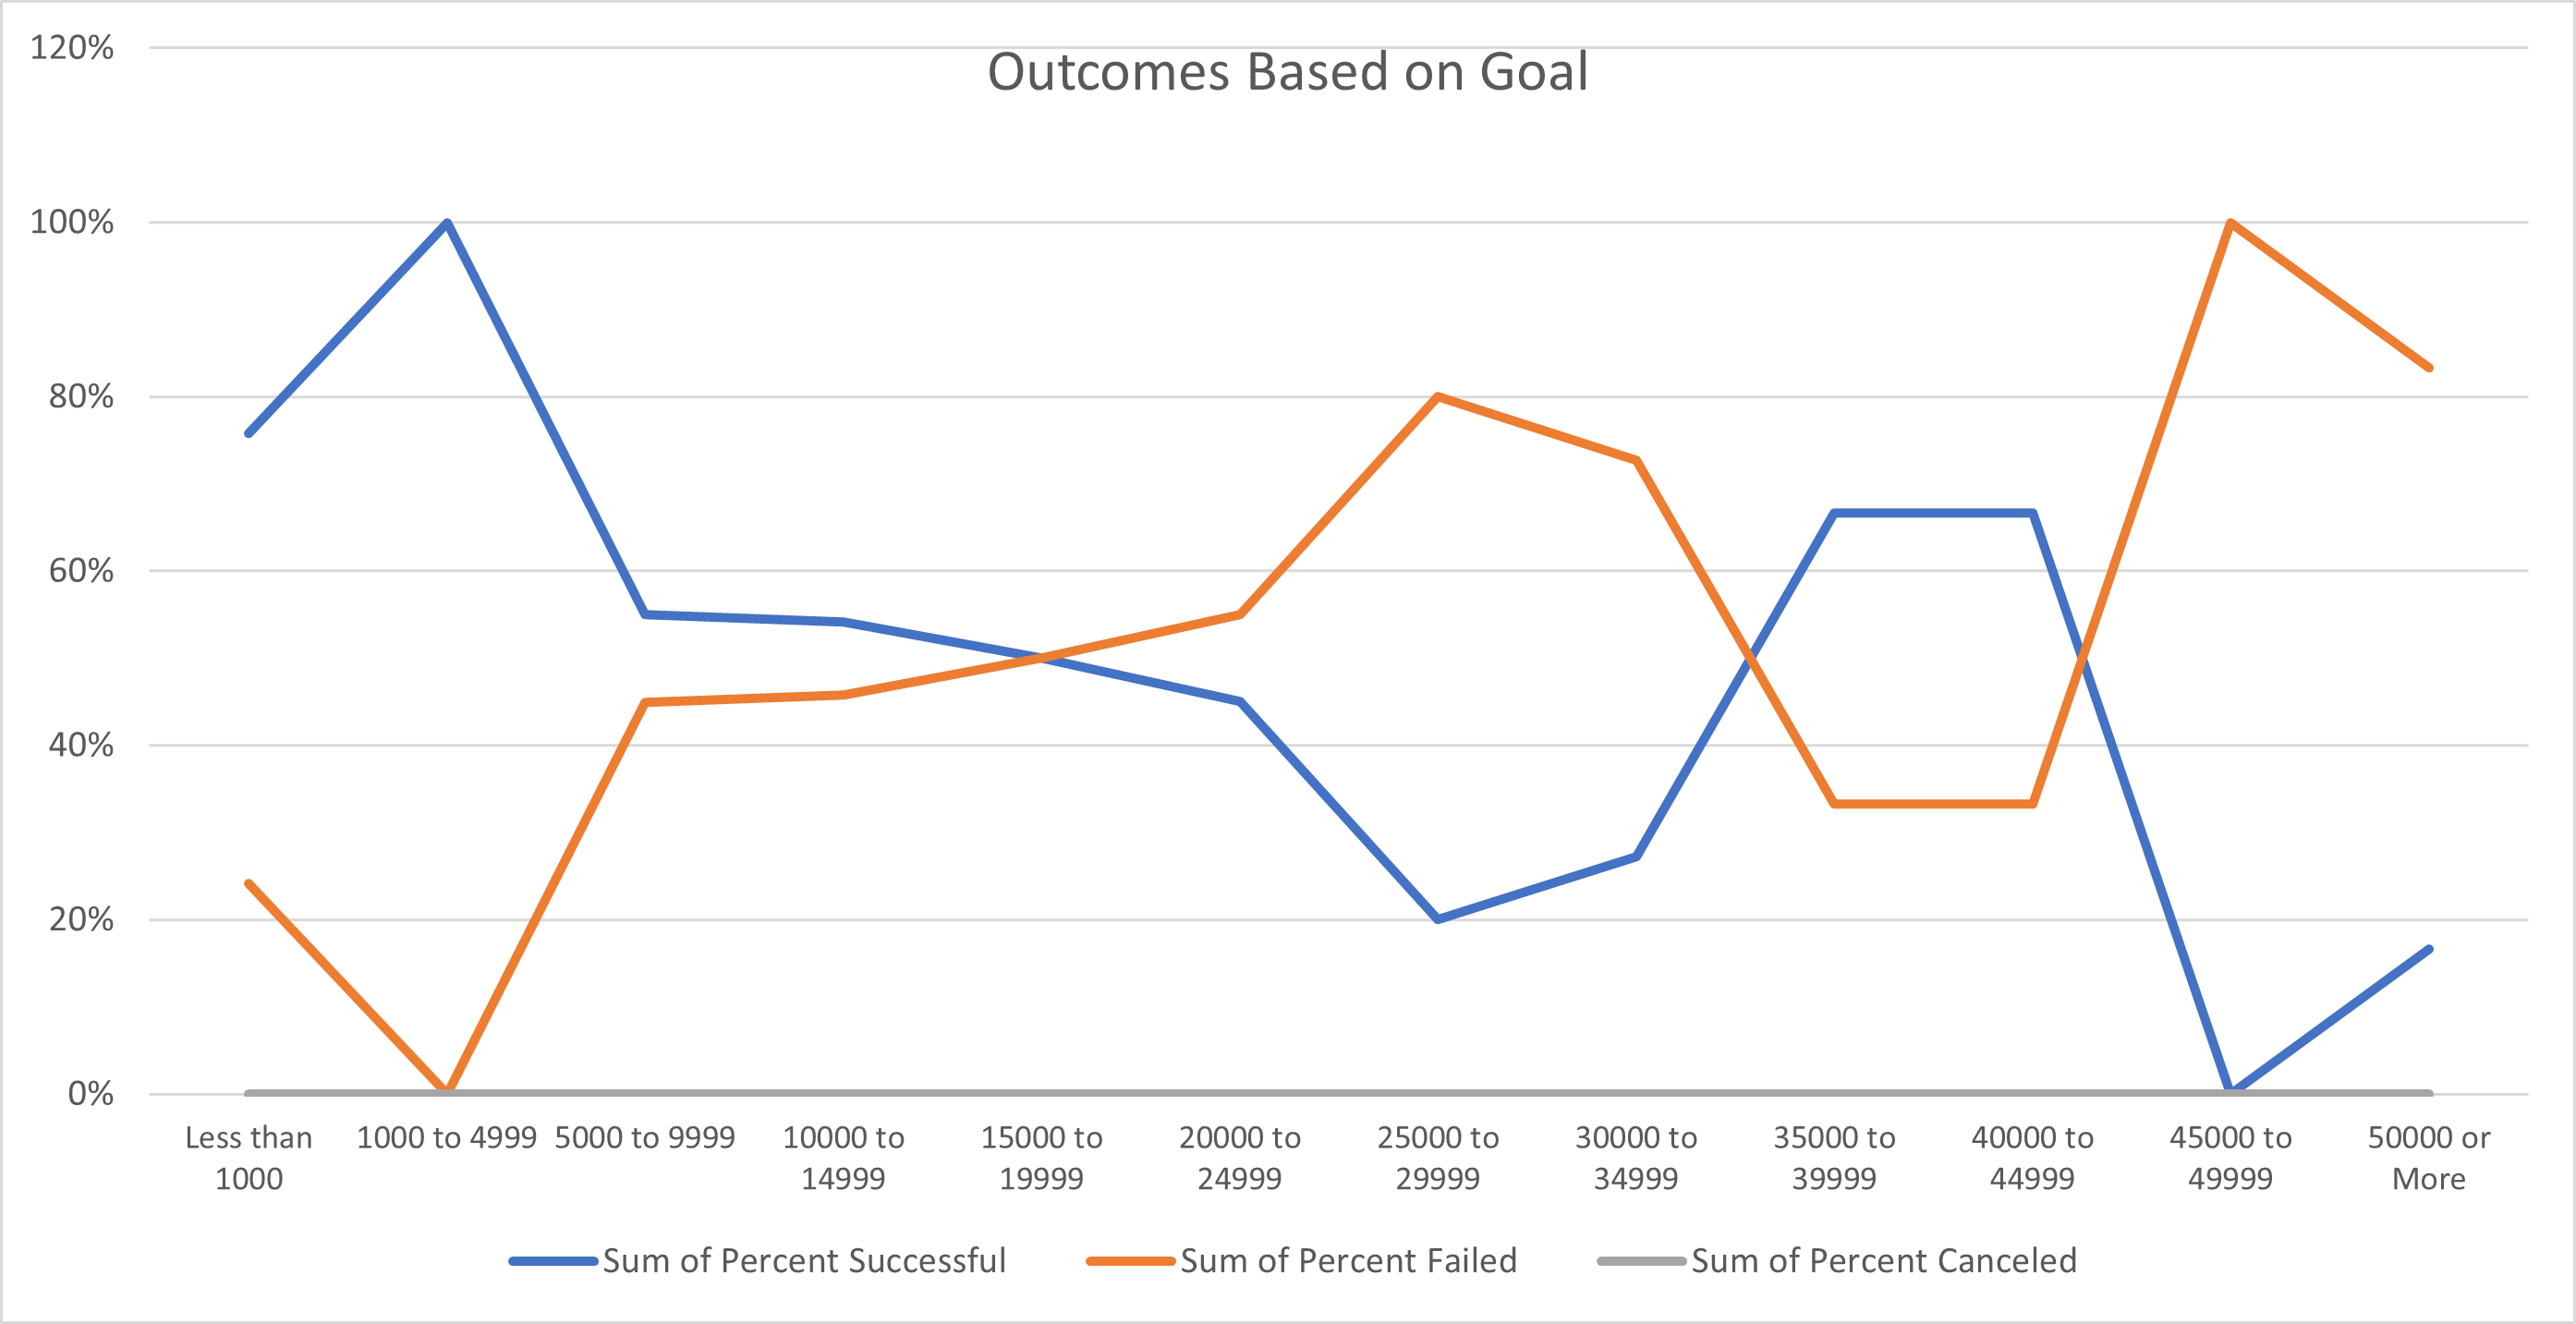 Outcomes Based on Goal
120%
100%
80%
60%
40%
20%
0%
Less than
1000
1000 to 4999
5000 to 9999
10000 to
14999
15000 to
19999
20000 to
24999
25000 to
29999
30000 to
34999
35000 to
39999
40000 to
44999
45000 to
49999
50000 or
More
Sum of Percent Successful
Sum of Percent Failed
Sum of Percent Canceled